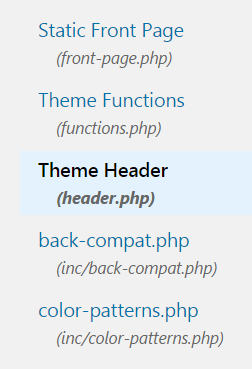 Static Front Page
(front-page.php)
Theme Functions
(functions.php)
Theme Header
(header.php)
back-compat.php
(inc/back-compat.php)
color-patterns.php
(inc/color-patterns.php)